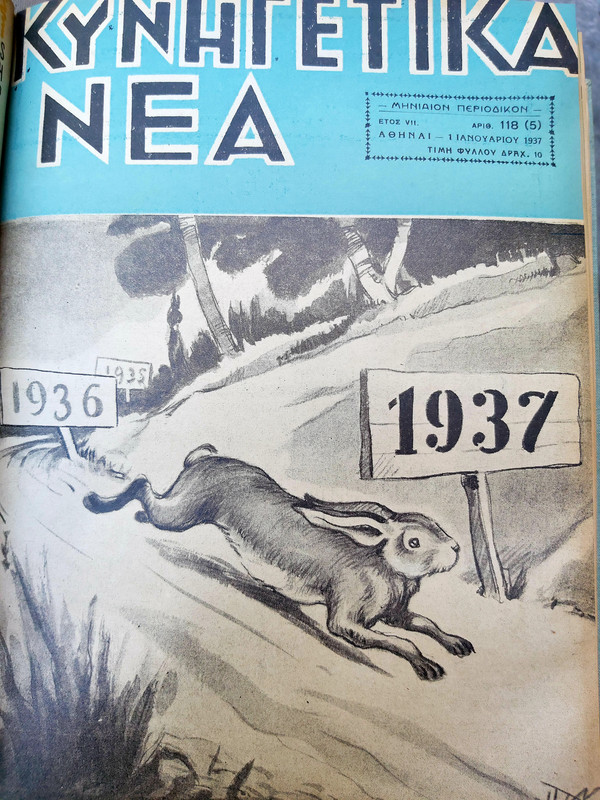 ΚΥΝΗΓΕΤΙΚΑ
ΝΕΑ
— ΜΗΝΙΑΙΟΝ ΠΕΡΙΟΔΙΚΟΝ —
ΕΤΟΣ VII. ΑΡΙΘ. 118 (5)
ΑΘΗΝΑΙ — 1 ΙΑΝΟΥΑΡΙΟΥ 1937
ΤΙΜΗ ΦΥΛΛΟΥ ΔΡΑΧ. 10
1935
1936
1937